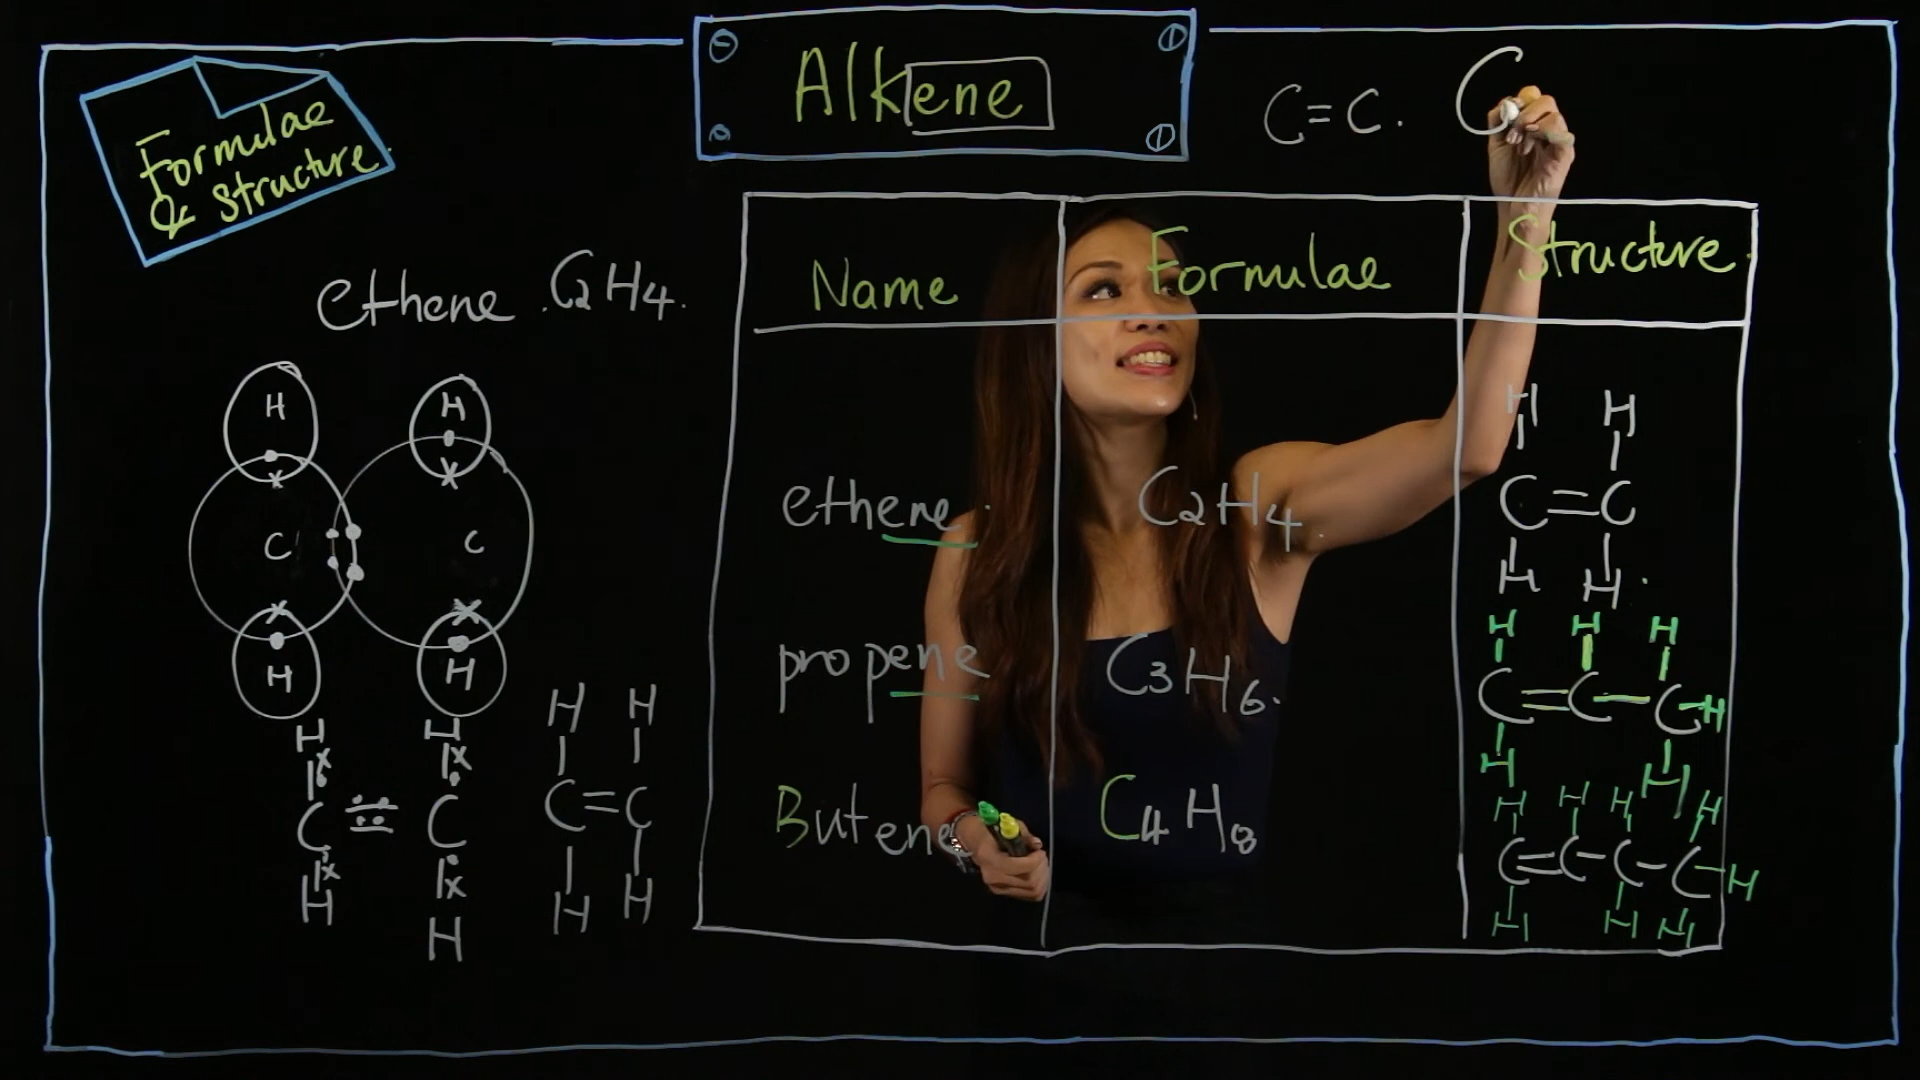 Alkene
C=C. C
Formulae
& structure.
Name Formulae Structure.
ethene. C2H4.
H H
C C
H H
H H
C C
H H
H H
C=C
H H
ethene. C2H4.
H H
C=C
H H.
propene C3H6.
H H H
C=C-C-H
H H
Butene C4H8
H H H H
C=C-C-C-H
H H H